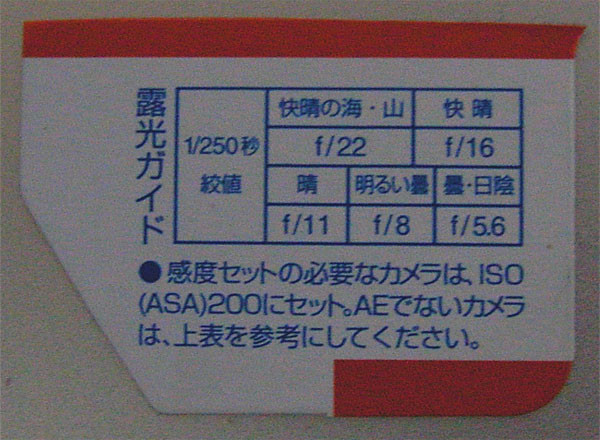 露光ガイド
1/250秒
絞値
快晴の海・山 快晴
f/22 f/16
晴 明るい曇 曇・日陰
f/11 f/8 f/5.6
●感度セットの必要なカメラは、ISO
(ASA)200にセット。AEでないカメラ
は、上表を参考にしてください。